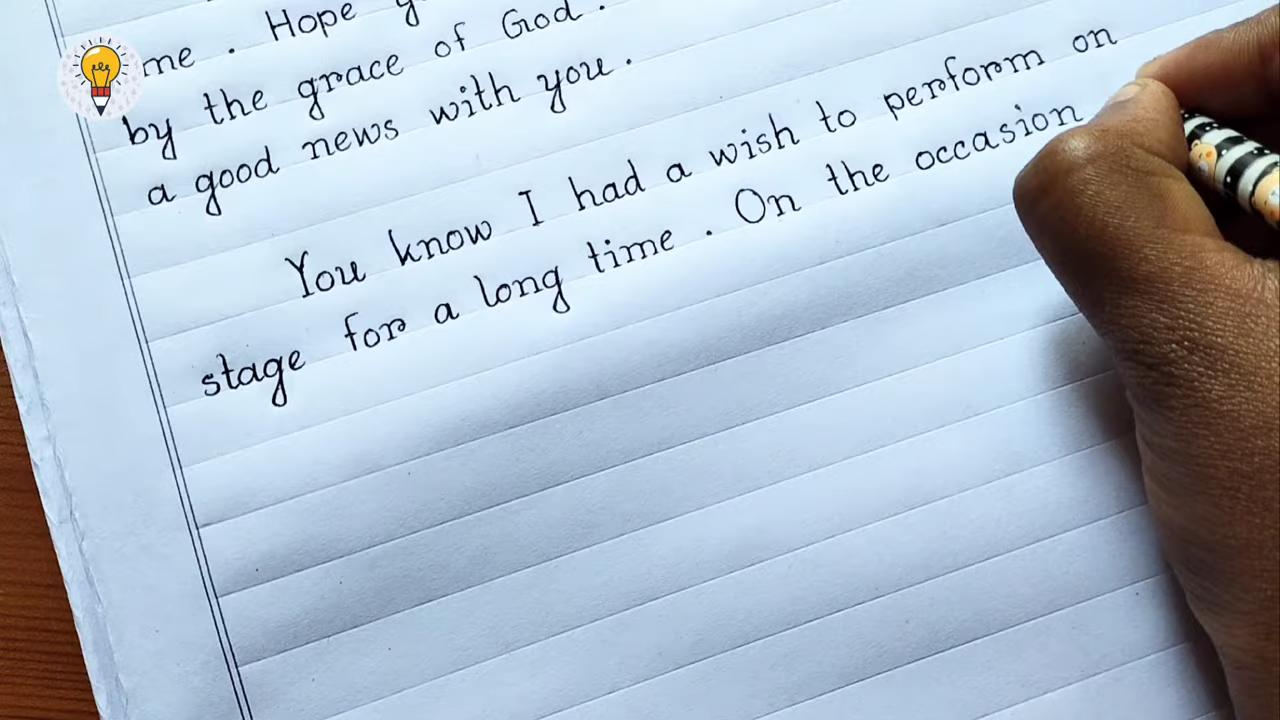 me. Hope
by the grace of God.
a good news with you.
You know I had a wish to perform on
stage for a long time. On the occasion